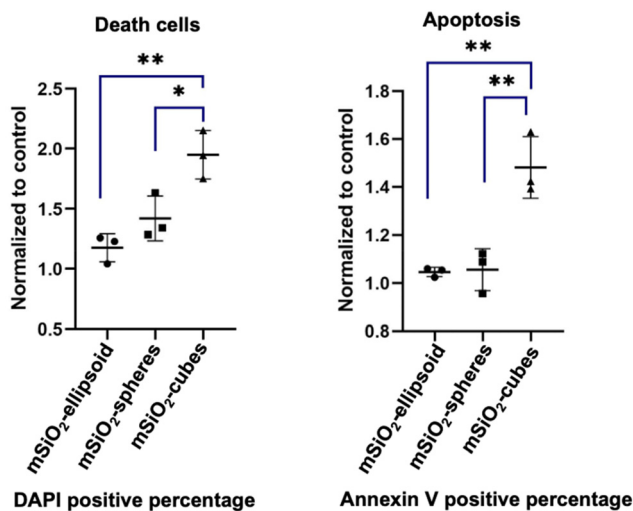 Death cells
**
*
Normalized to control
2.5
2.0
1.5
1.0
0.5
mSiO₂-ellipsoid
mSiO₂-spheres
mSiO₂-cubes
DAPI positive percentage
Apoptosis
**
**
Normalized to control
1.8
1.6
1.4
1.2
1.0
0.8
mSiO₂-ellipsoid
mSiO₂-spheres
mSiO₂-cubes
Annexin V positive percentage